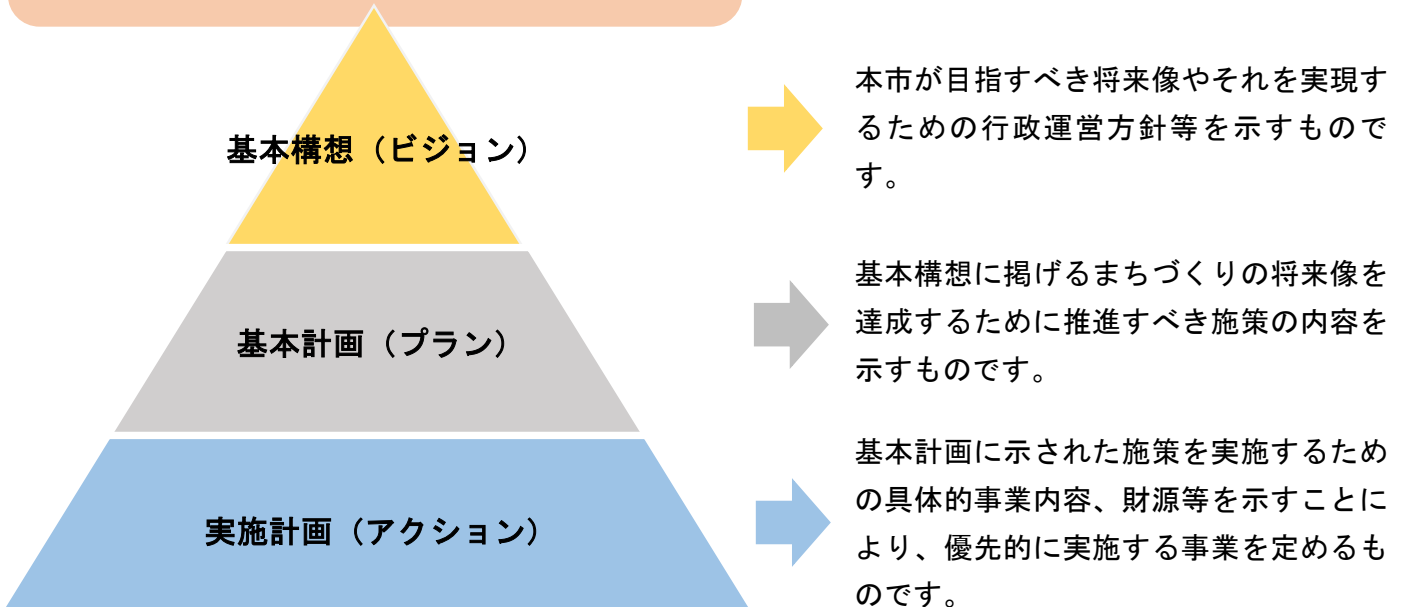 基本構想（ビジョン）
本市が目指すべき将来像やそれを実現す
るための行政運営方針等を示すもので
す。
基本計画（プラン）
基本構想に掲げるまちづくりの将来像を
達成するために推進すべき施策の内容を
示すものです。
実施計画（アクション）
基本計画に示された施策を実施するため
の具体的事業内容、財源等を示すことに
より、優先的に実施する事業を定めるも
のです。